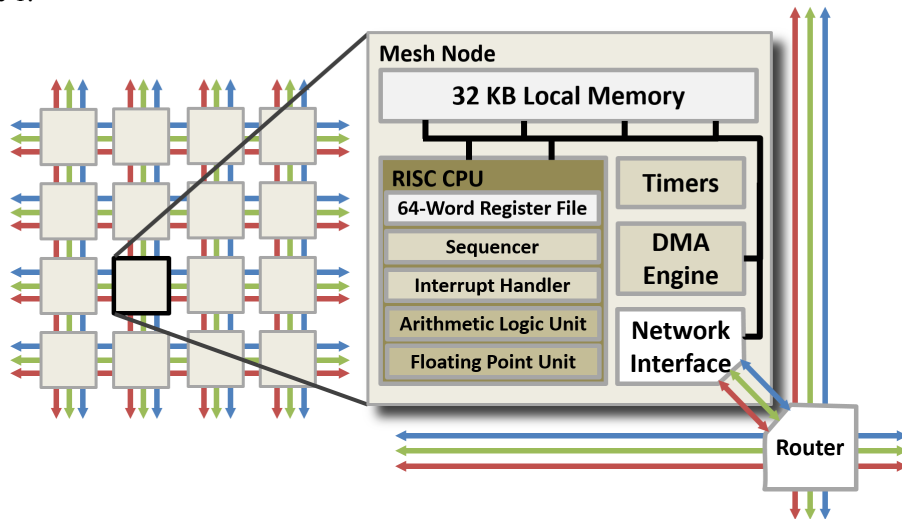 Mesh Node
32 KB Local Memory
RISC CPU
64-Word Register File
Sequencer
Interrupt Handler
Arithmetic Logic Unit
Floating Point Unit
Timers
DMA
Engine
Network
Interface
Router